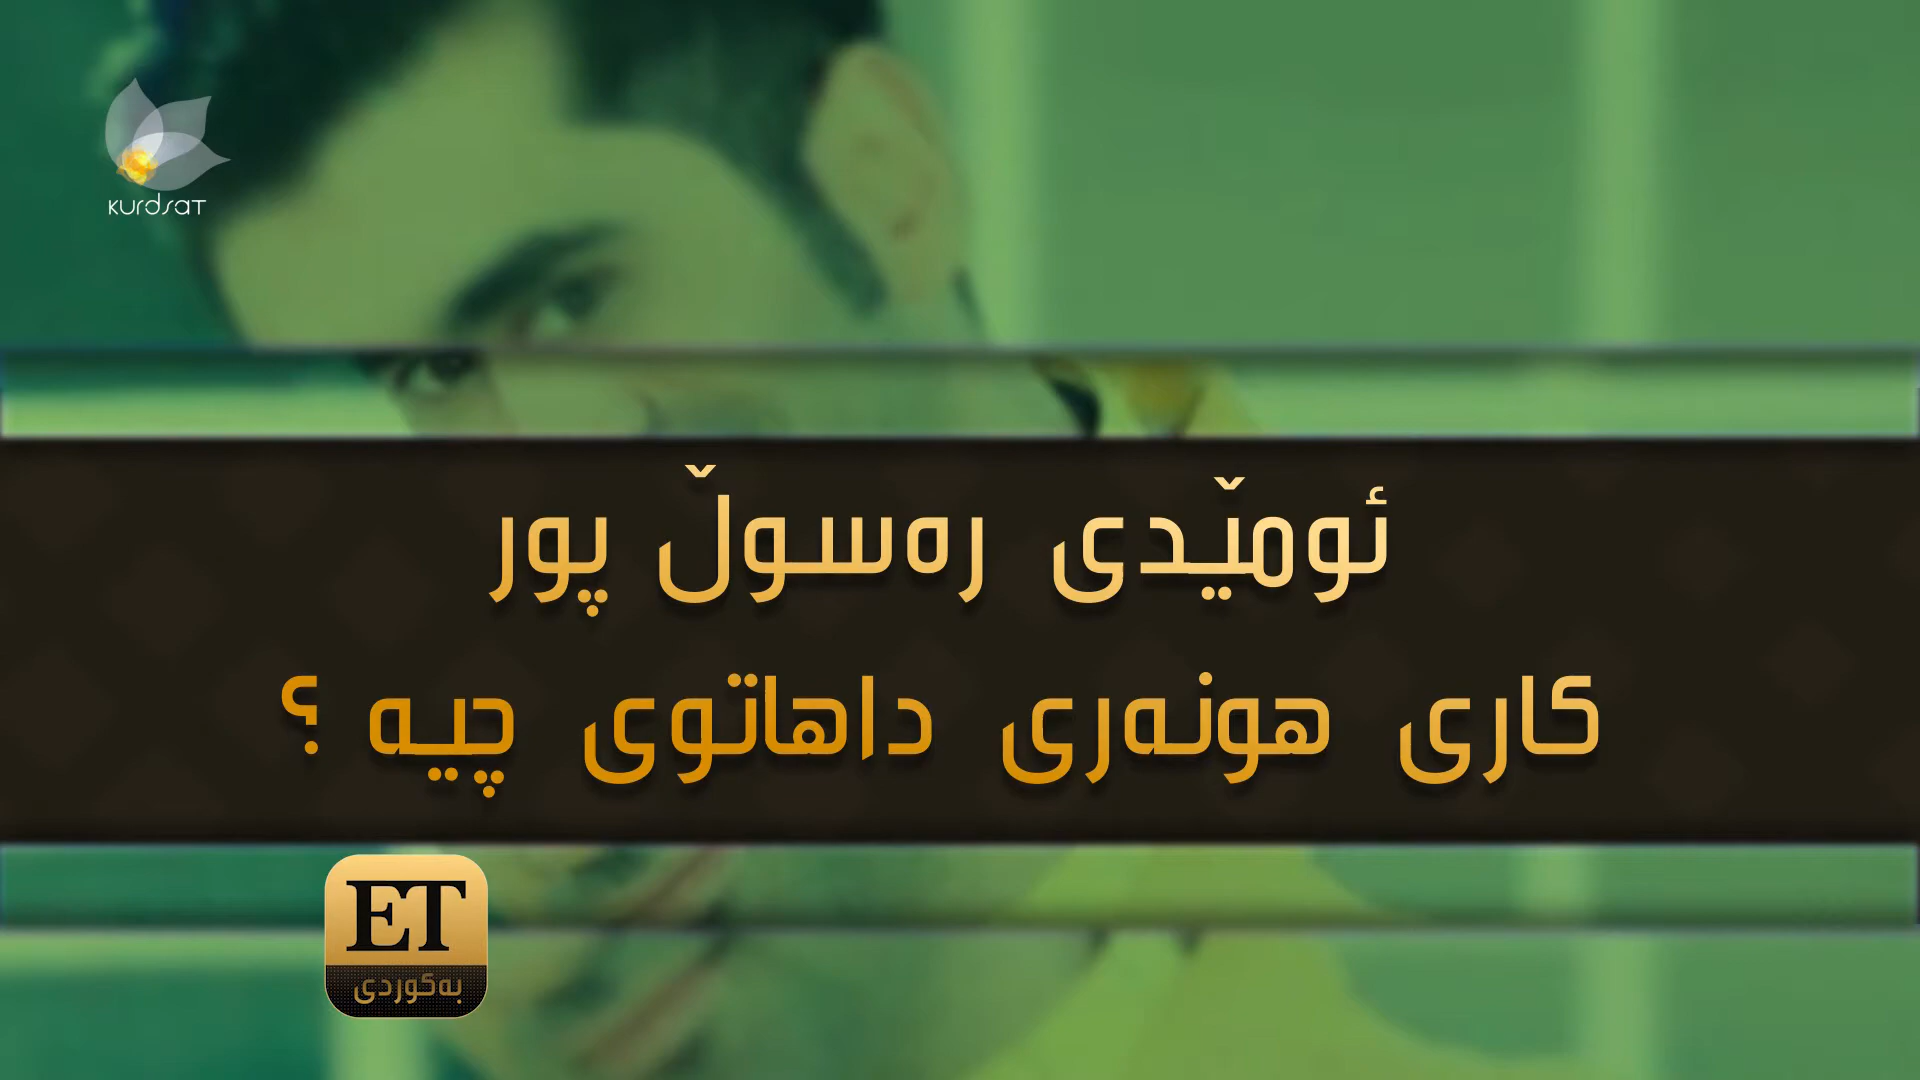 kurdsat
ئومێدی رەسوڵ پور
کاری هونەری داهاتوی چیە ؟
ET
بەکوردی